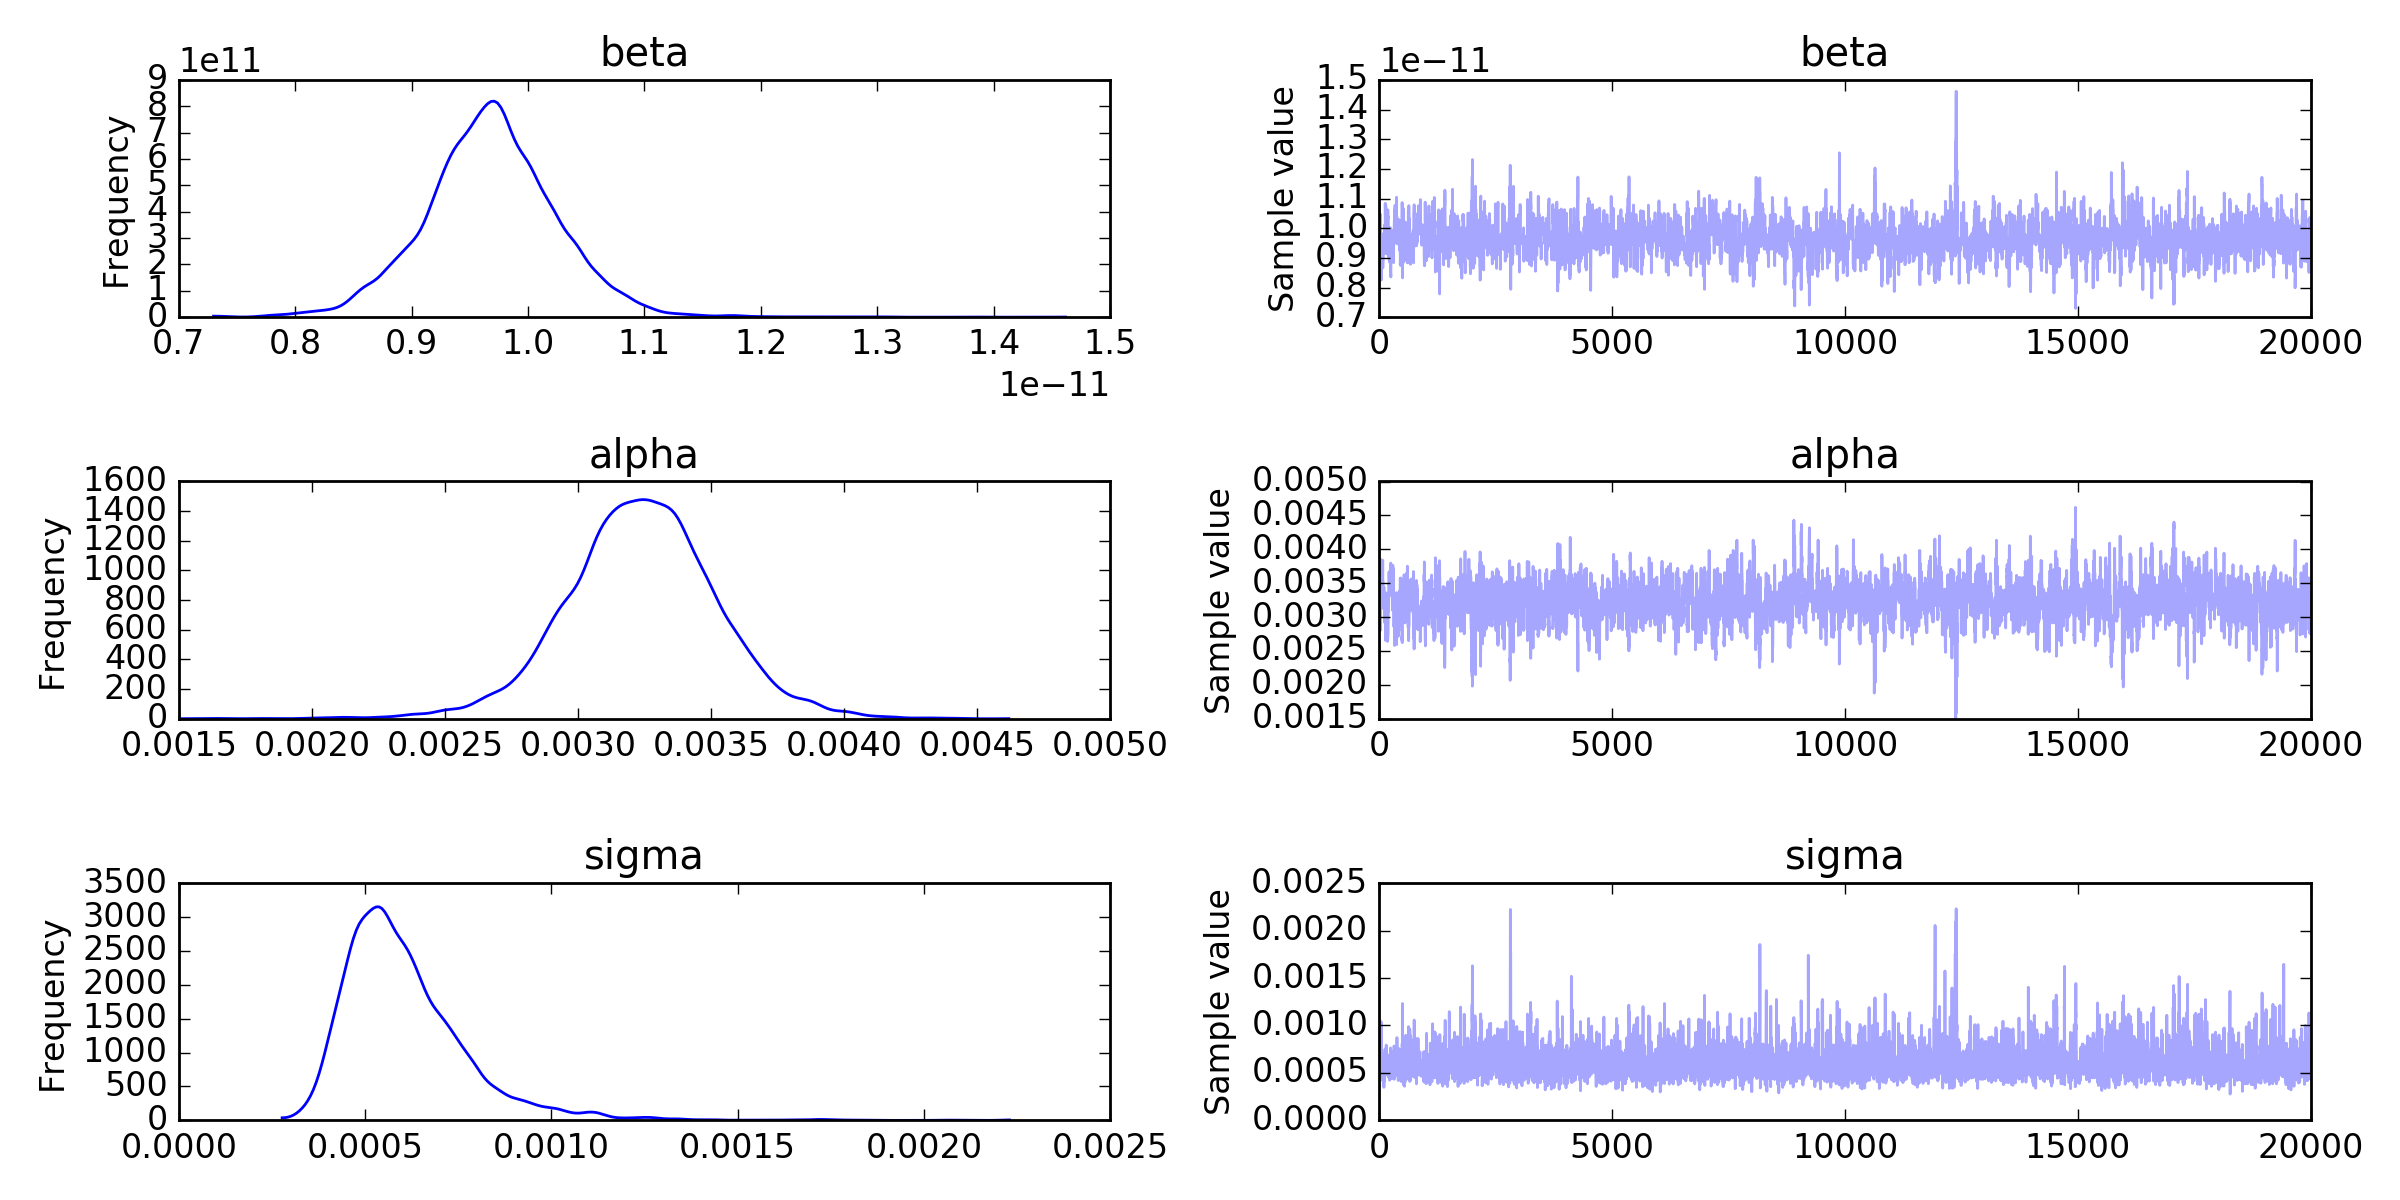 beta
1e11
9
8
7
6
5
4
3
2
1
0
Frequency
0.7 0.8 0.9 1.0 1.1 1.2 1.3 1.4 1.5
1e−11
beta
1e−11
1.5
1.4
1.3
1.2
1.1
1.0
0.9
0.8
0.7
Sample value
0 5000 10000 15000 20000
alpha
1600
1400
1200
1000
800
600
400
200
0
Frequency
0.0015 0.0020 0.0025 0.0030 0.0035 0.0040 0.0045 0.0050
alpha
0.0050
0.0045
0.0040
0.0035
0.0030
0.0025
0.0020
0.0015
Sample value
0 5000 10000 15000 20000
sigma
3500
3000
2500
2000
1500
1000
500
0
Frequency
0.0000 0.0005 0.0010 0.0015 0.0020 0.0025
sigma
0.0025
0.0020
0.0015
0.0010
0.0005
0.0000
Sample value
0 5000 10000 15000 20000